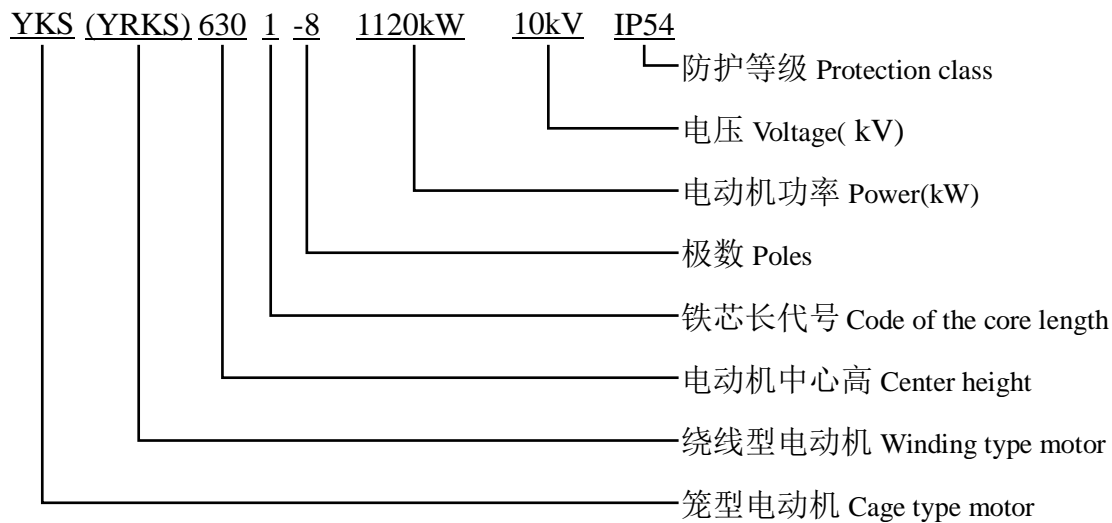 YKS (YRKS) 630 1 -8 1120kW 10kV IP54
防护等级 Protection class
电压 Voltage( kV)
电动机功率 Power(kW)
极数 Poles
铁芯长代号 Code of the core length
电动机中心高 Center height
绕线型电动机 Winding type motor
笼型电动机 Cage type motor